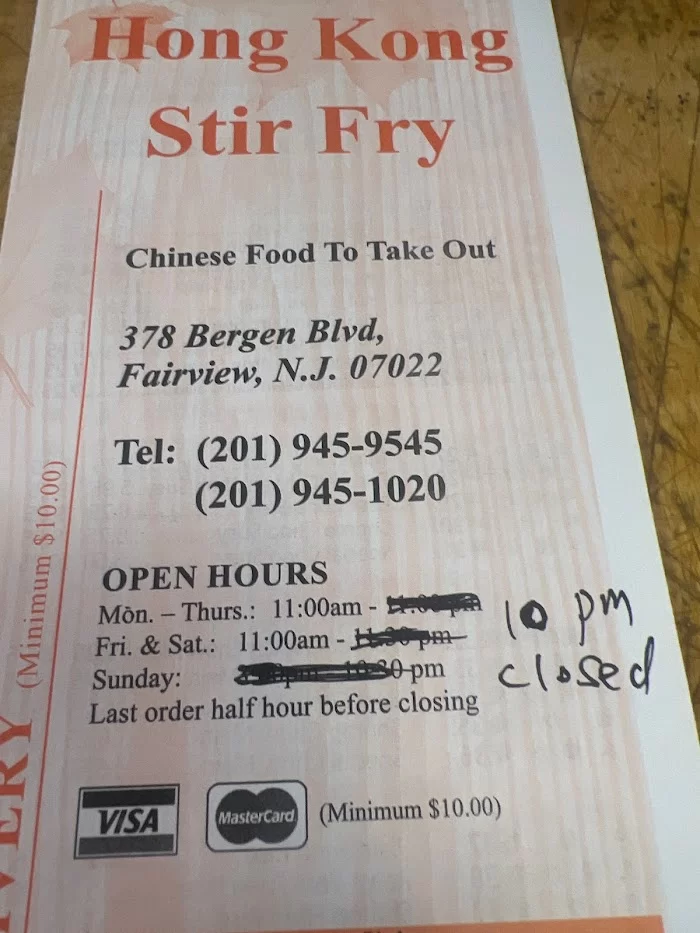 Hong Kong
Stir Fry
Chinese Food To Take Out
378 Bergen Blvd,
Fairview, N.J. 07022
Tel: (201) 945-9545
(201) 945-1020
OPEN HOURS
Mon. – Thurs.: 11:00am - 10 pm
Fri. & Sat.: 11:00am -
Sunday: pm closed
Last order half hour before closing
VISA MasterCard (Minimum $10.00)
(Minimum $10.00)